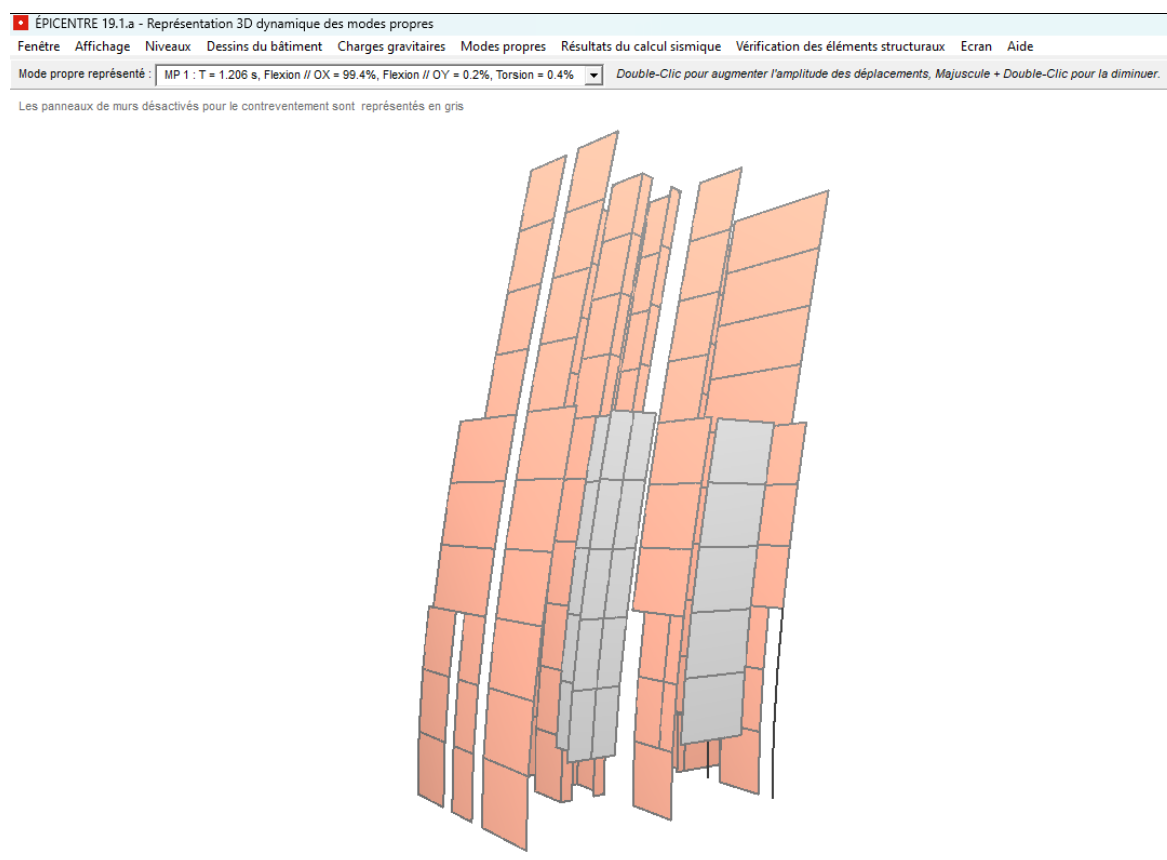 ÉPICENTRE 19.1.a - Représentation 3D dynamique des modes propres
Fenêtre Affichage Niveaux Dessins du bâtiment Charges gravitaires Modes propres Résultats du calcul sismique Vérification des éléments structuraux Ecran Aide
Mode propre représenté : MP 1 : T = 1.206 s, Flexion // OX = 99.4%, Flexion // OY = 0.2%, Torsion = 0.4% Double-Clic pour augmenter l'amplitude des déplacements, Majuscule + Double-Clic pour la diminuer.
Les panneaux de murs désactivés pour le contreventement sont représentés en gris